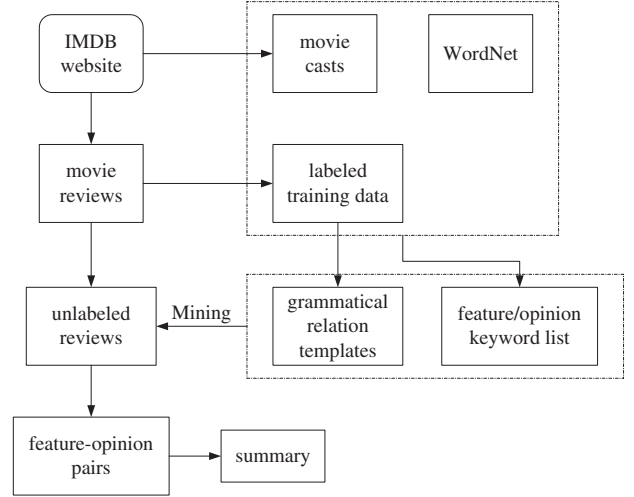 IMDB
website
movie
casts
WordNet
movie
reviews
labeled
training data
unlabeled
reviews
Mining
grammatical
relation
templates
feature/opinion
keyword list
feature-opinion
pairs
summary